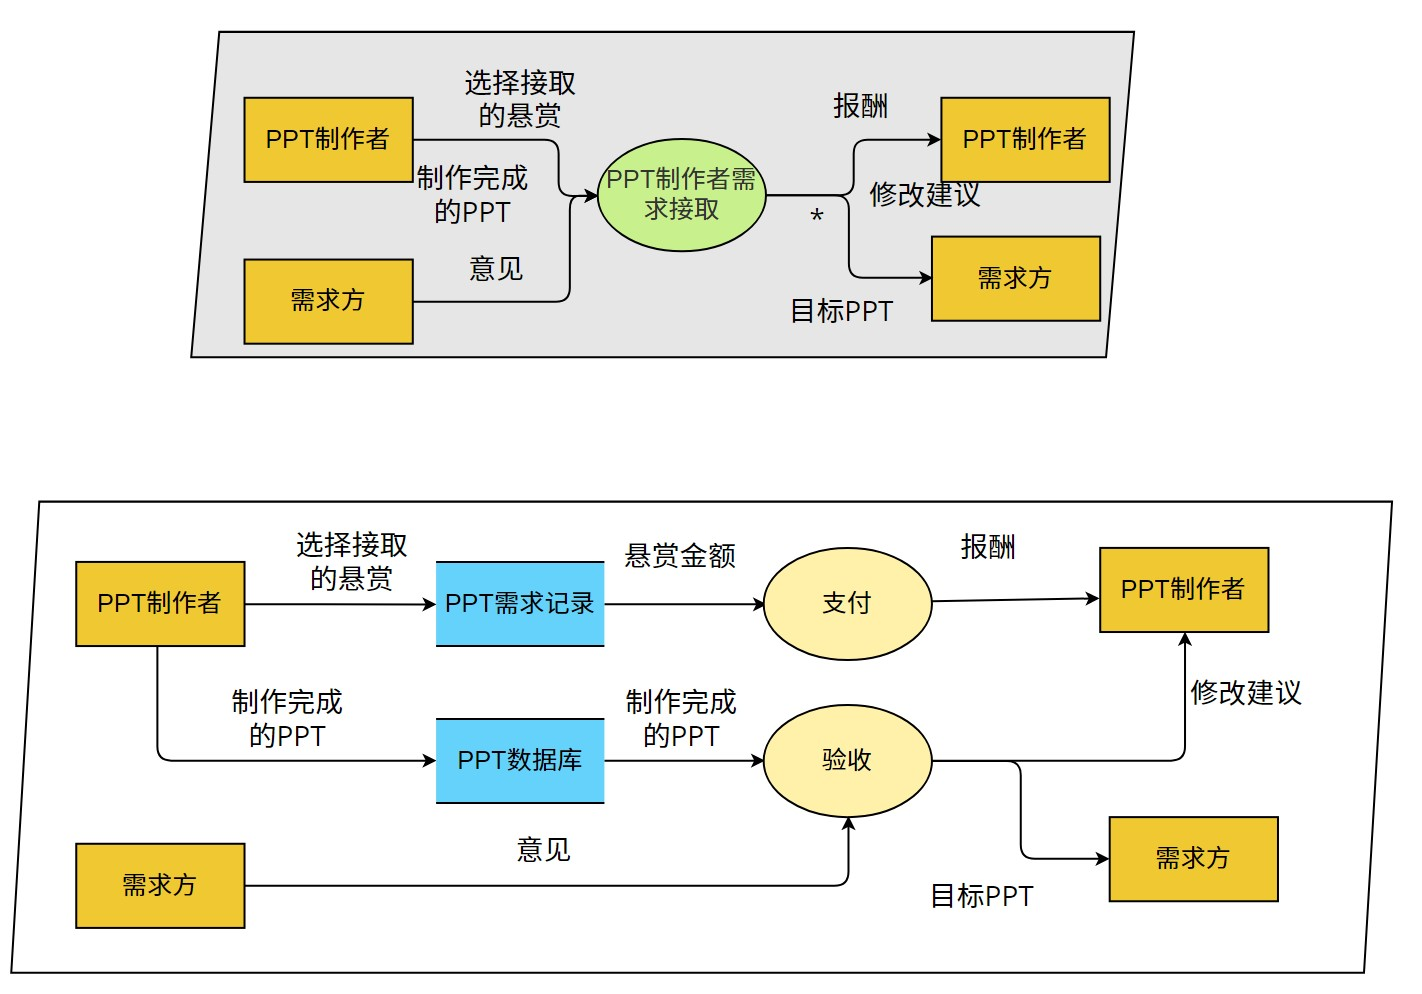 选择接取
的悬赏
报酬
PPT制作者
PPT制作者
制作完成
的PPT
PPT制作者需
求接取
修改建议
*
意见
需求方
需求方
目标PPT
选择接取
的悬赏
悬赏金额
报酬
PPT制作者
PPT需求记录
支付
PPT制作者
制作完成
的PPT
制作完成
的PPT
修改建议
PPT数据库
验收
意见
需求方
需求方
目标PPT